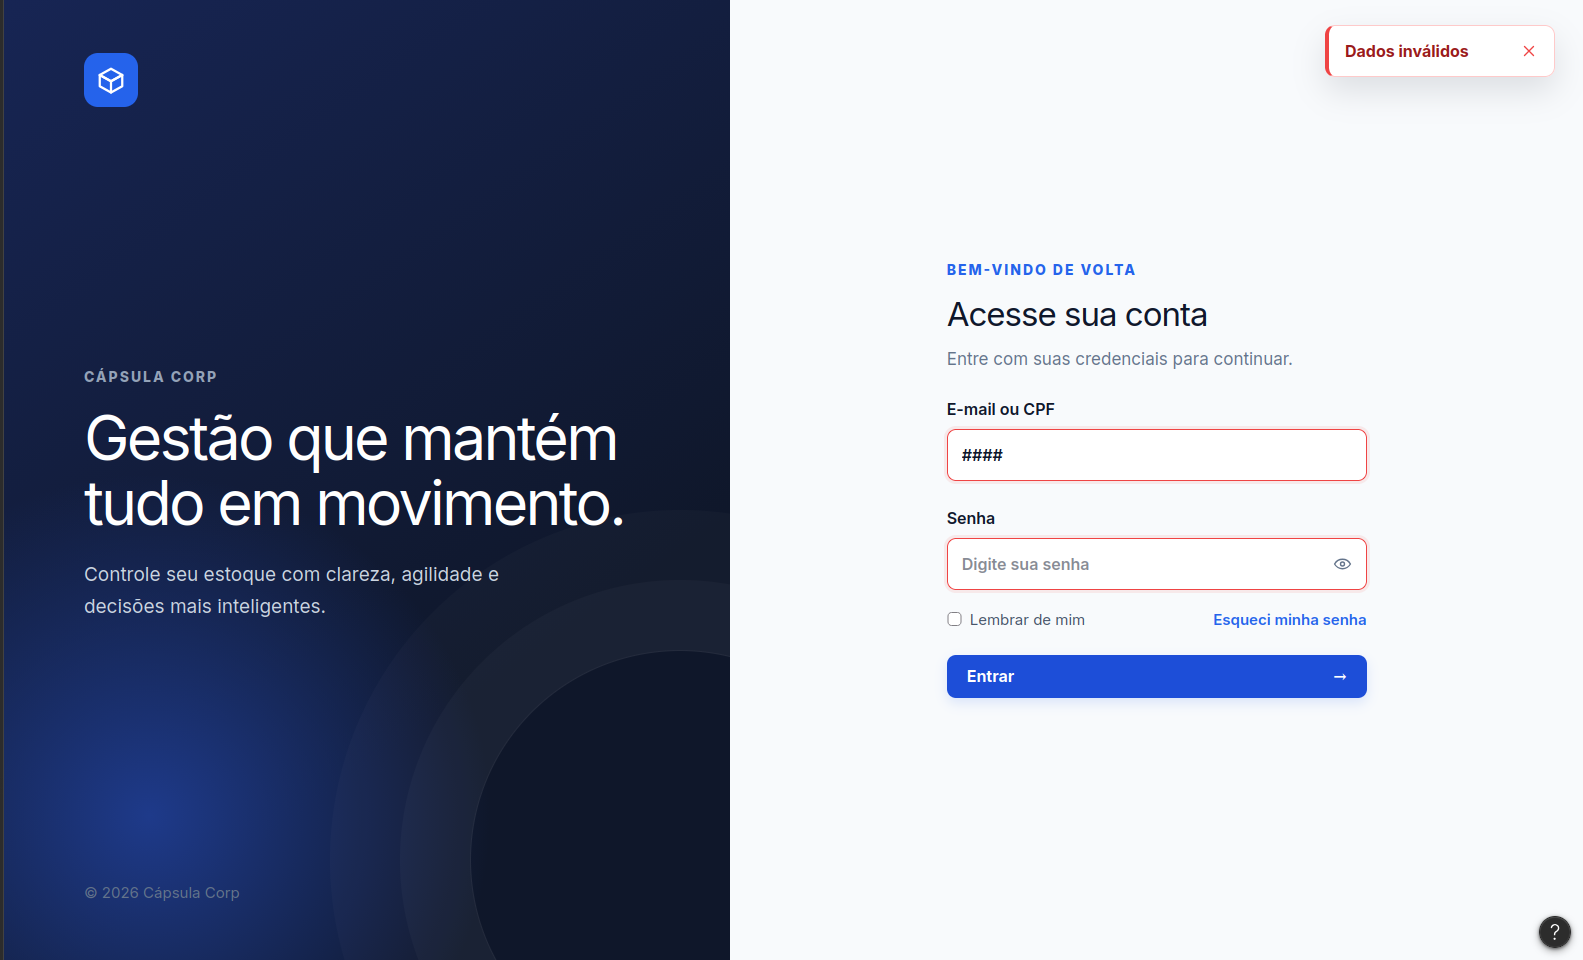 CÁPSULA CORP
Gestão que mantém
tudo em movimento.
Controle seu estoque com clareza, agilidade e
decisões mais inteligentes.
© 2026 Cápsula Corp
Dados inválidos
BEM-VINDO DE VOLTA
Acesse sua conta
Entre com suas credenciais para continuar.
E-mail ou CPF
####
Senha
Digite sua senha
Lembrar de mim
Esqueci minha senha
Entrar →
?